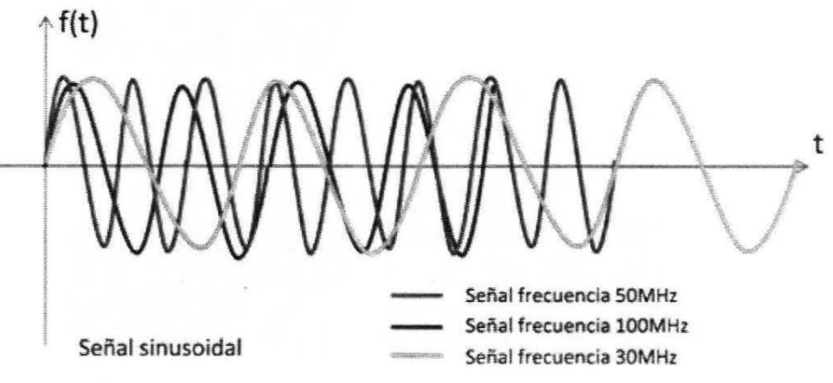 f(t)
t
Señal frecuencia 50MHz
Señal frecuencia 100MHz
Señal frecuencia 30MHz
Señal sinusoidal